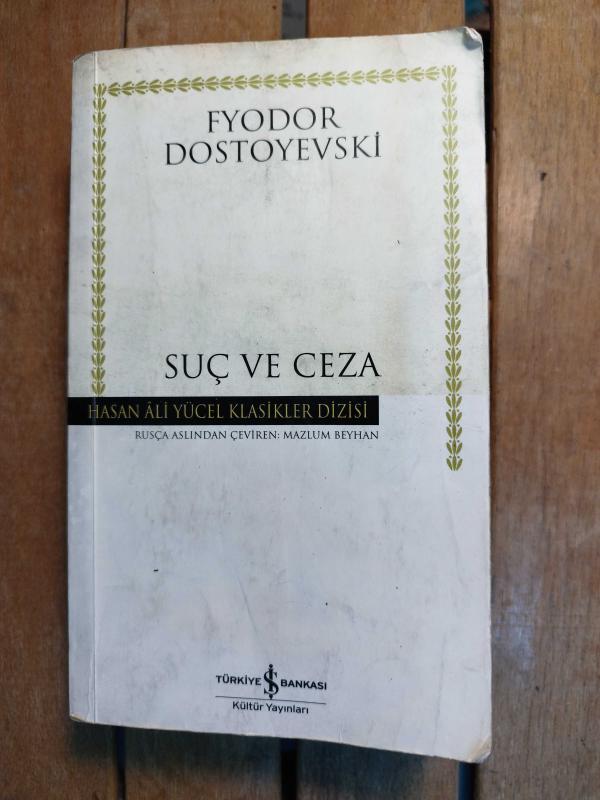 FYODOR
DOSTOYEVSKİ
SUÇ VE CEZA
HASAN ÂLİ YÜCEL KLASİKLER DİZİSİ
RUSÇA ASLINDAN ÇEVİREN: MAZLUM BEYHAN
TÜRKİYE İŞ BANKASI
Kültür Yayınları